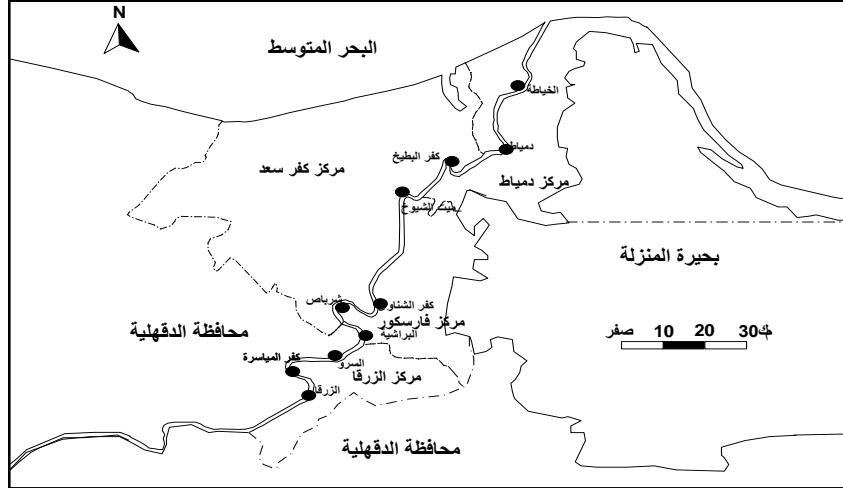 N
البحر المتوسط
الخياطة
دمياط
كفر البطيخ
مركز كفر سعد
مركز دمياط
ميت الشيوخ
بحيرة المنزلة
شرباص
كفر الشناوي
مركز فارسكور
محافظة الدقهلية
البراشية
صفر 10 20 30ك
السرو
كفر المياسرة
مركز الزرقا
الزرقا
محافظة الدقهلية